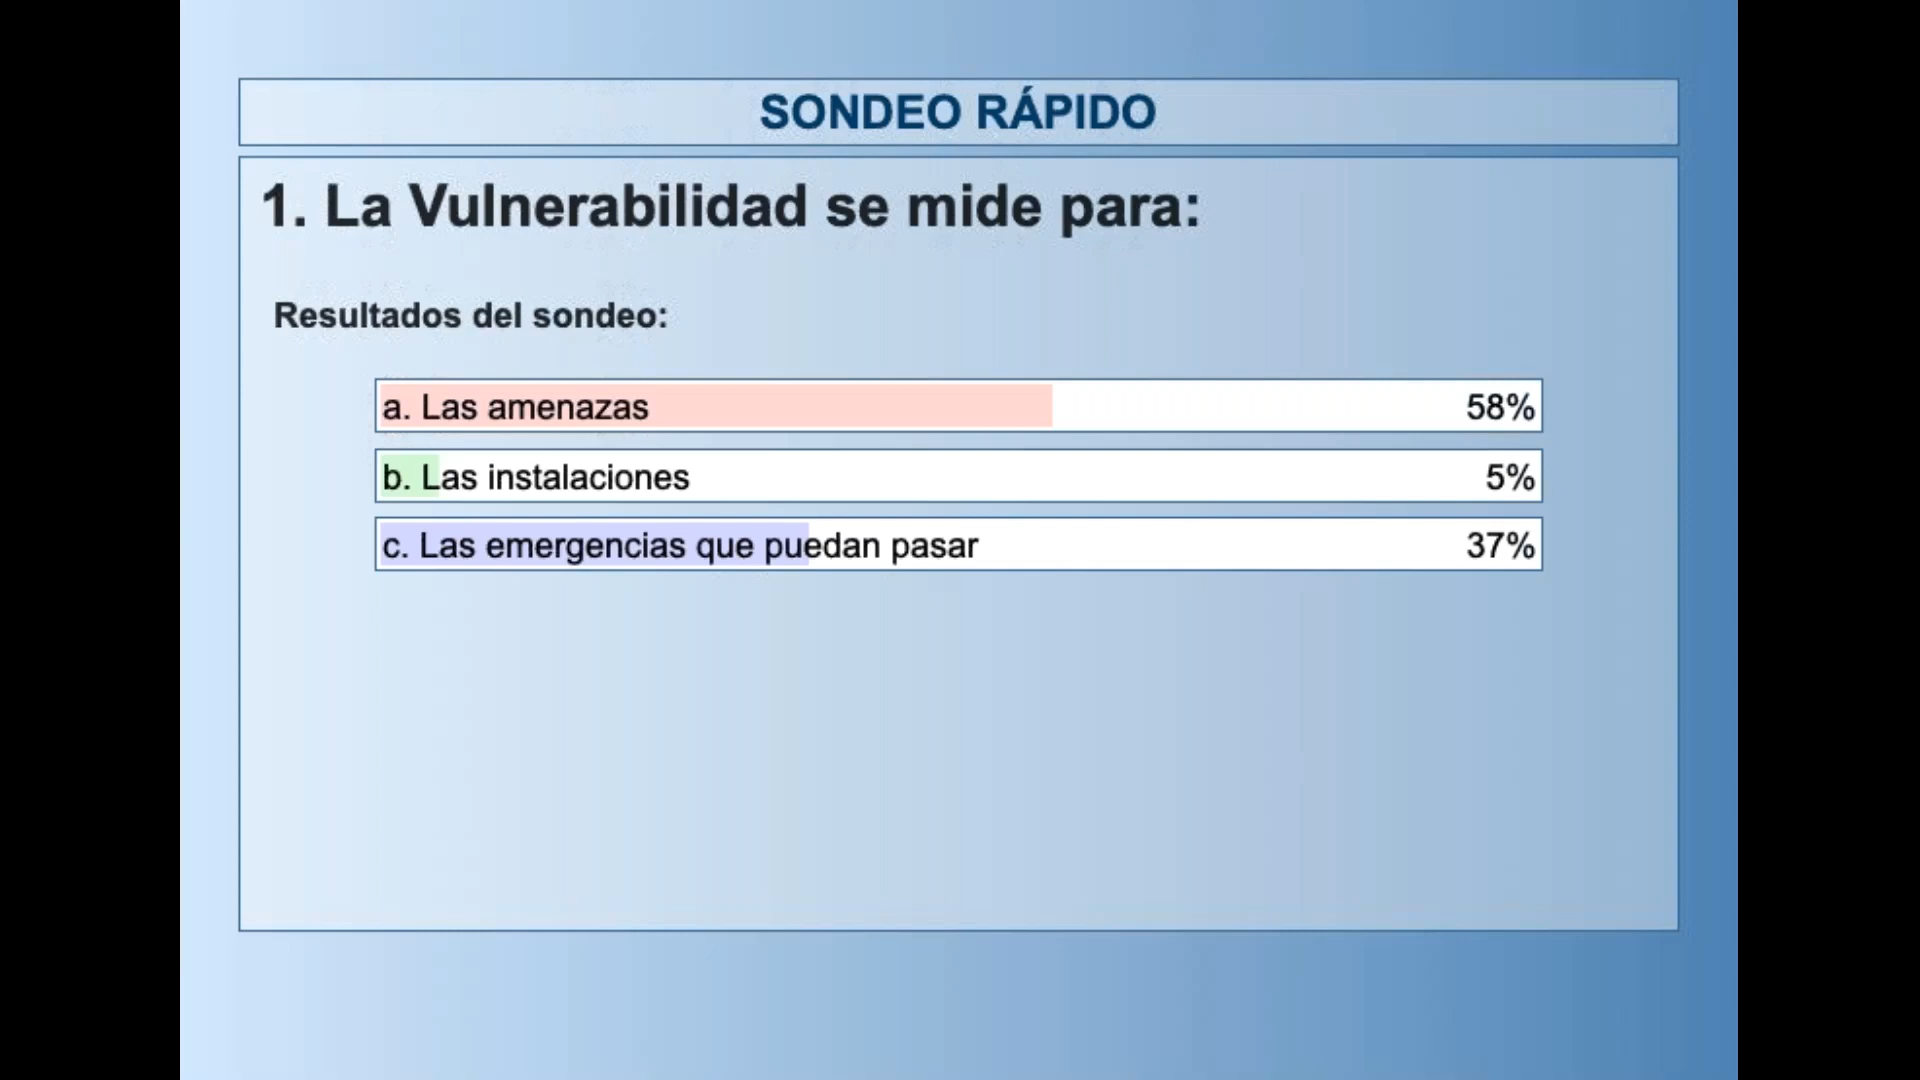 SONDEO RÁPIDO
1. La Vulnerabilidad se mide para:
Resultados del sondeo:
a. Las amenazas 58%
b. Las instalaciones 5%
c. Las emergencias que puedan pasar 37%